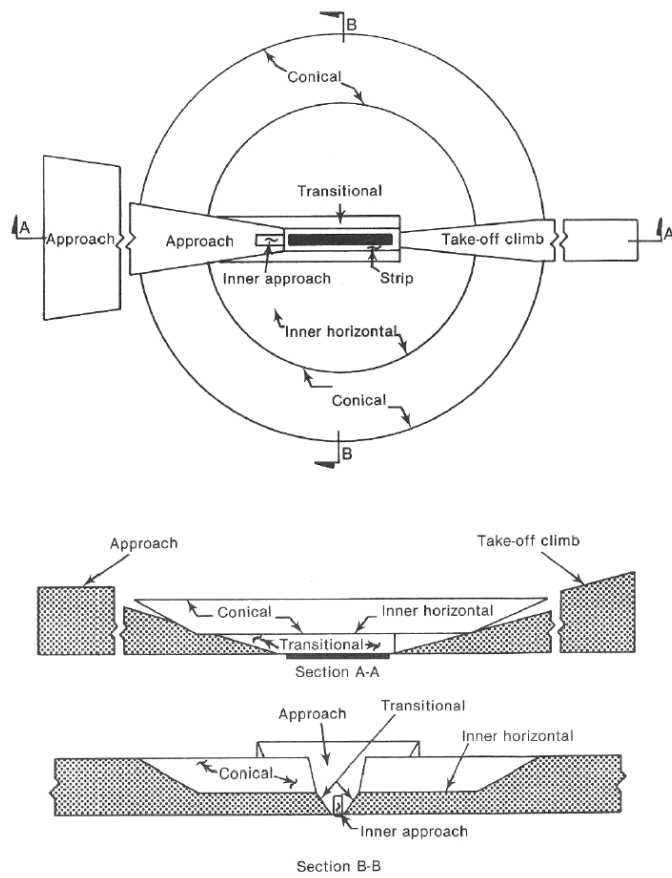 B
Conical
Transitional
A
Approach
Approach
Take-off climb
A
Inner approach
Strip
Inner horizontal
Conical
B
Approach
Take-off climb
Conical
Inner horizontal
Transitional
Section A-A
Transitional
Approach
Inner horizontal
Conical
Inner approach
Section B-B